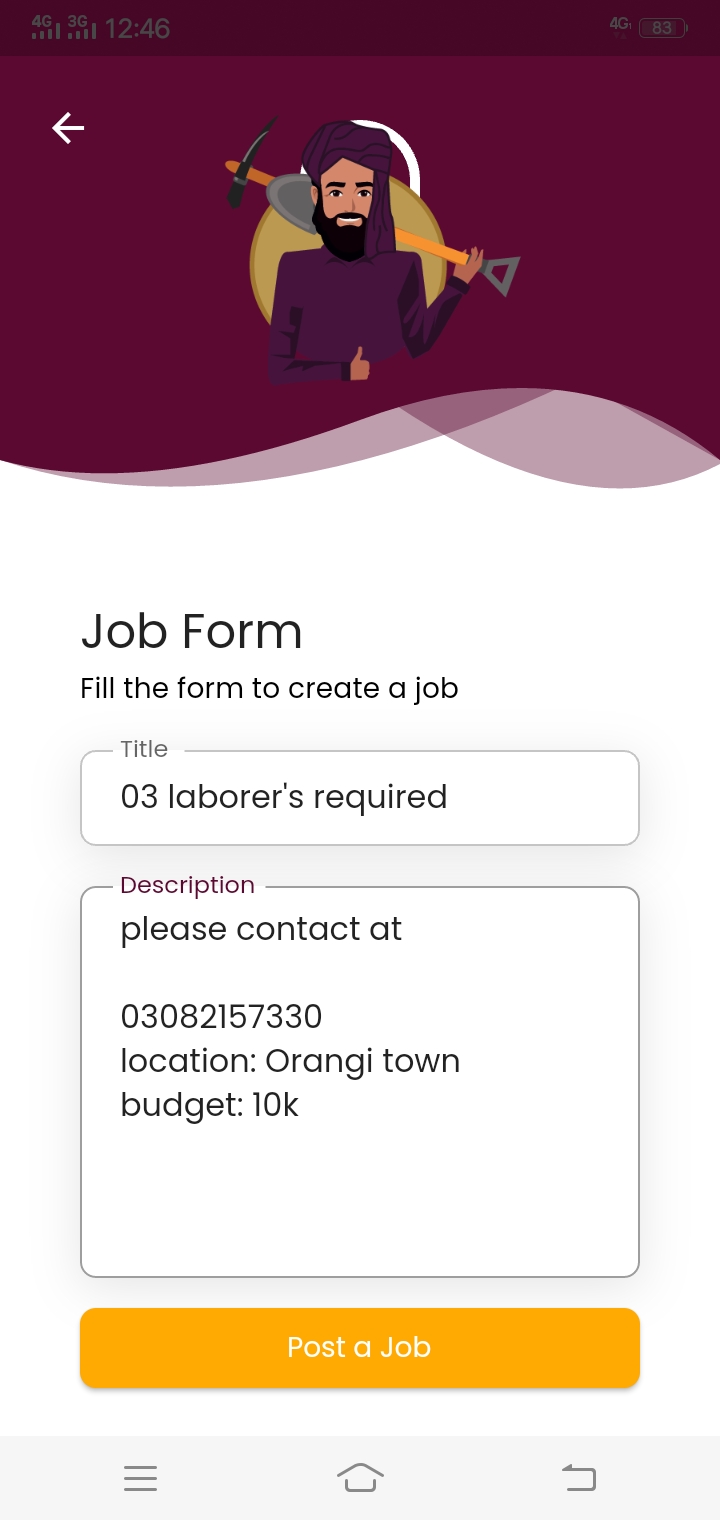 4G 3G 12:46 4G 83
Job Form
Fill the form to create a job
Title
03 laborer's required
Description
please contact at
03082157330
location: Orangi town
budget: 10k
Post a Job